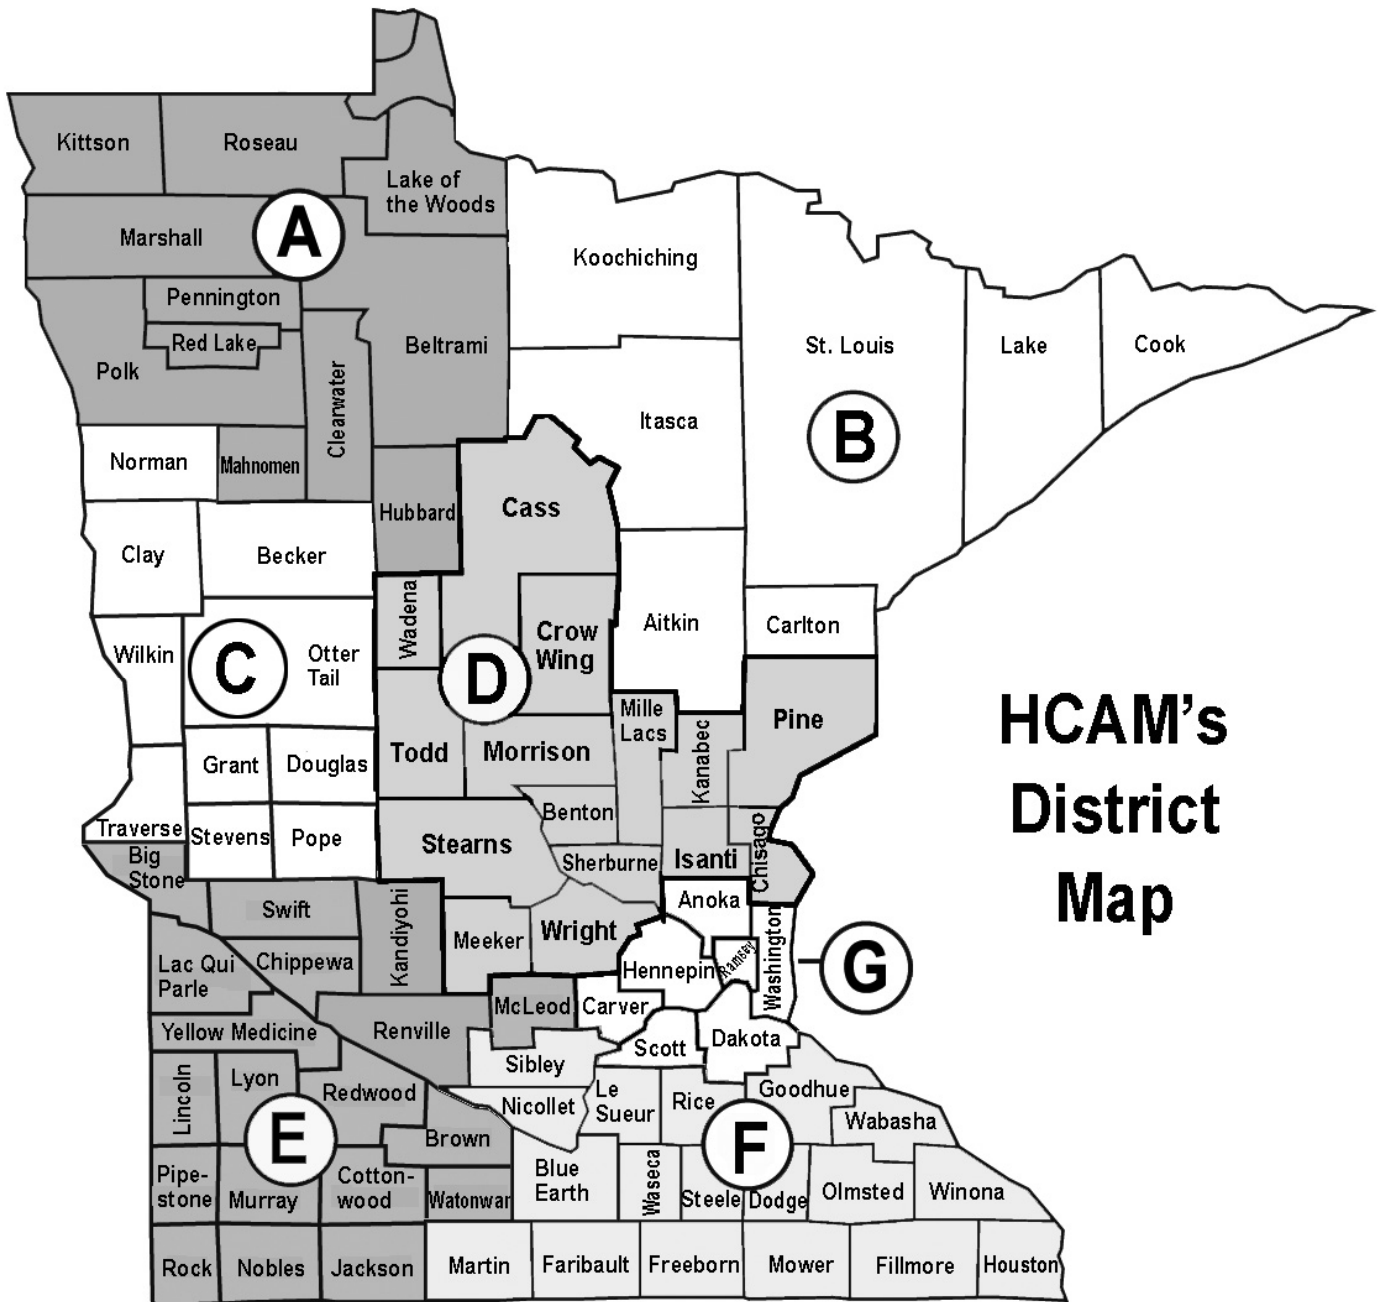 Kittson
Roseau
Lake of
the Woods
A
Marshall
Koochiching
Pennington
Red Lake
Polk
Beltrami
St. Louis
Lake
Cook
Clearwater
Itasca
B
Norman
Mahnomen
Hubbard
Cass
Clay
Becker
Wadena
Aitkin
Carlton
Crow
Wing
Wilkin
C
Otter
Tail
D
Mille
Lacs
Kanabec
Pine
HCAM's
District
Map
Grant
Douglas
Todd
Morrison
Traverse
Stevens
Pope
Benton
Stearns
Sherburne
Isanti
Chisago
Big
Stone
Swift
Kandiyohi
Anoka
Meeker
Wright
Washington
G
Lac Qui
Parle
Chippewa
Hennepin
Ramsey
McLeod
Carver
Yellow Medicine
Renville
Scott
Dakota
Sibley
Lincoln
Lyon
Redwood
Nicollet
Le
Sueur
Rice
Goodhue
Wabasha
E
Brown
F
Pipe-
stone
Murray
Cotton-
wood
Watonwan
Blue
Earth
Waseca
Steele
Dodge
Olmsted
Winona
Rock
Nobles
Jackson
Martin
Faribault
Freeborn
Mower
Fillmore
Houston